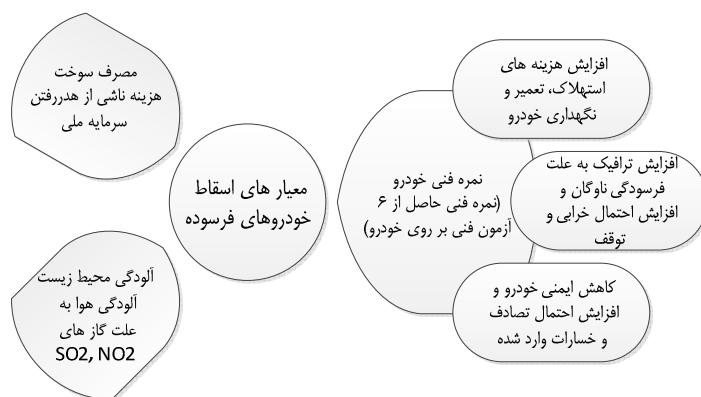 افزایش هزینه های
استهلاک، تعمیر و
نگهداری خودرو
افزایش ترافیک به علت
فرسودگی ناوگان و
افزایش احتمال خرابی و
توقف
کاهش ایمنی خودرو و
افزایش احتمال تصادف
و خسارات وارد شده
نمره فنی خودرو
(نمره فنی حاصل از ۶
آزمون فنی بر روی خودرو)
معیار های اسقاط
خودروهای فرسوده
مصرف سوخت
هزینه ناشی از هدررفتن
سرمایه ملی
آلودگی محیط زیست
آلودگی هوا به
علت گاز های
SO2, NO2